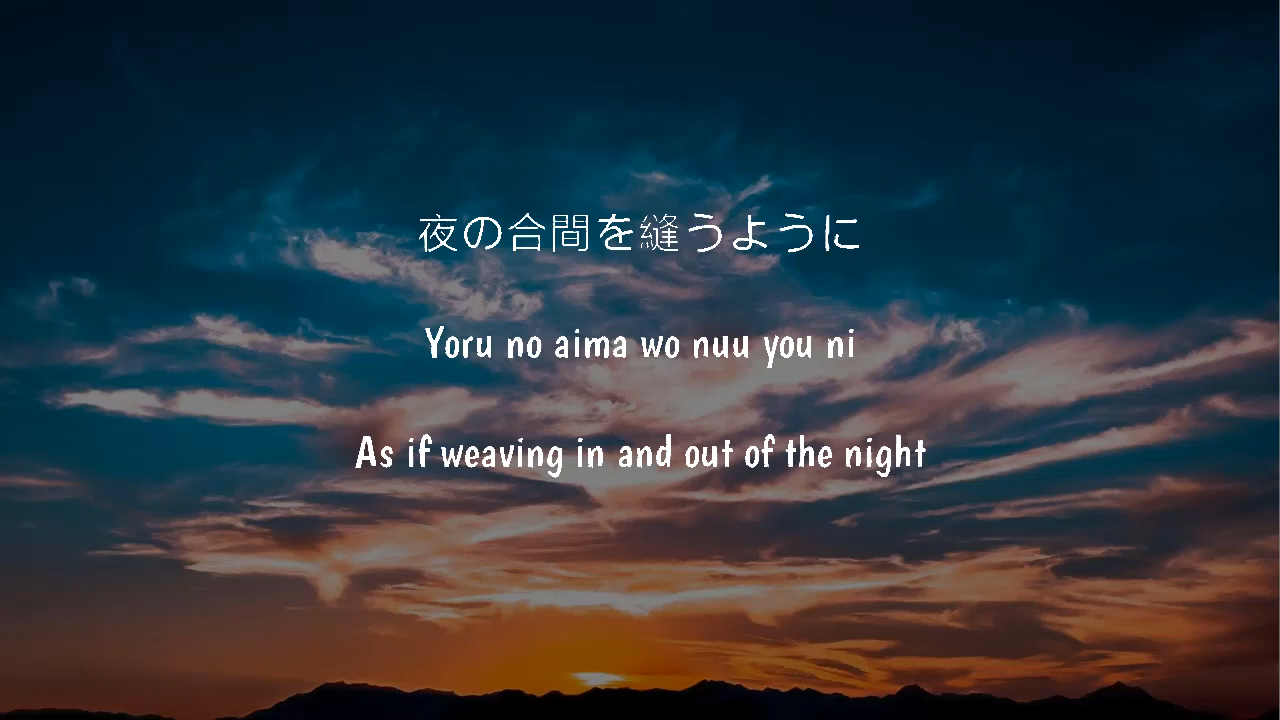 夜の合間を縫うように
Yoru no aima wo nuu you ni
As if weaving in and out of the night